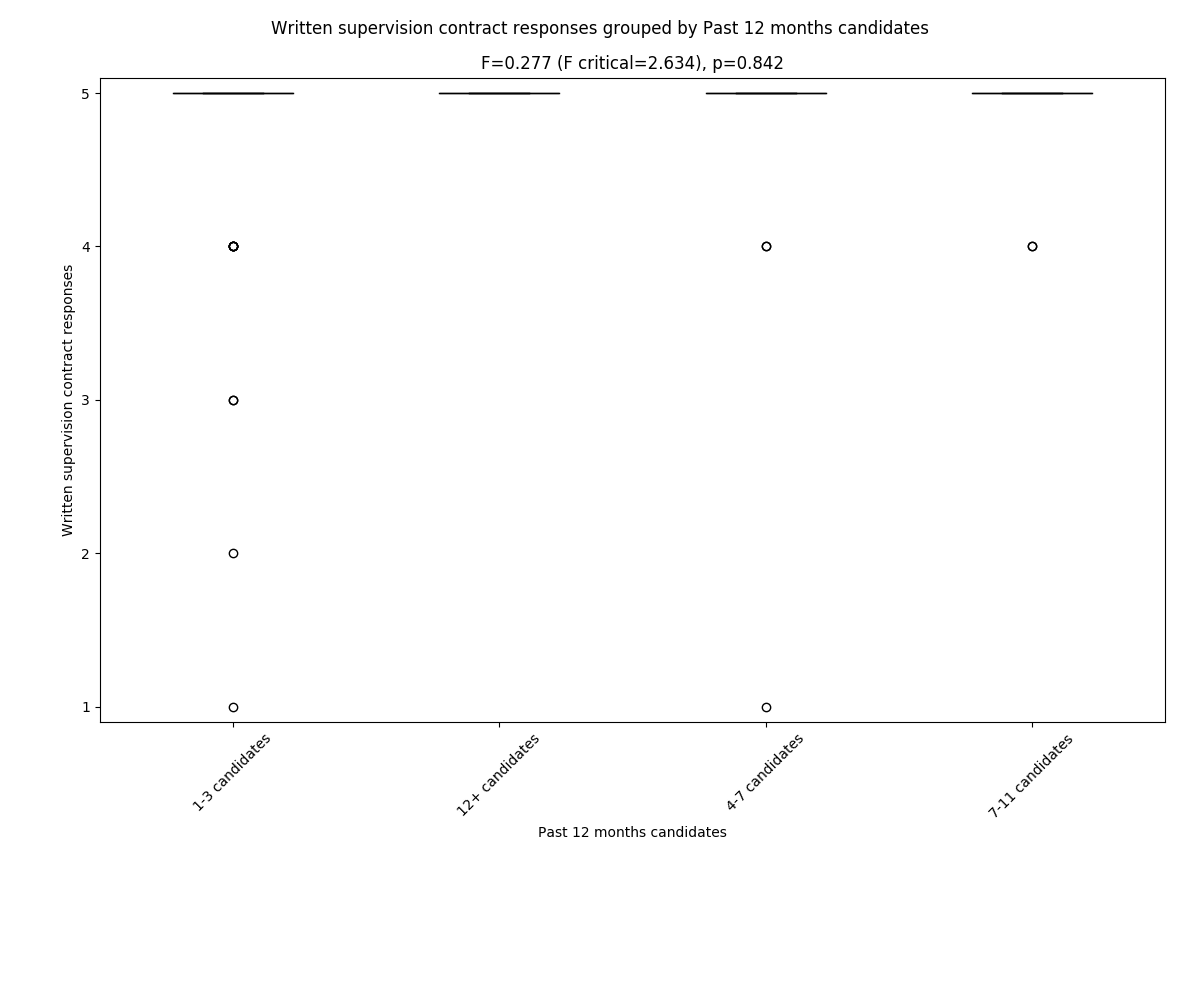 Written supervision contract responses grouped by Past 12 months candidates
F=0.277 (F critical=2.634), p=0.842
5
4
3
2
1
Written supervision contract responses
1-3 candidates
12+ candidates
4-7 candidates
7-11 candidates
Past 12 months candidates